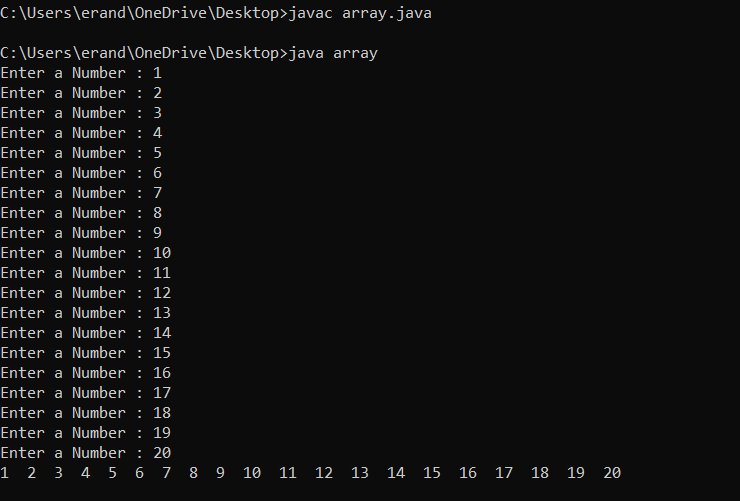 C:\Users\erand\OneDrive\Desktop>javac array.java
C:\Users\erand\OneDrive\Desktop>java array
Enter a Number : 1
Enter a Number : 2
Enter a Number : 3
Enter a Number : 4
Enter a Number : 5
Enter a Number : 6
Enter a Number : 7
Enter a Number : 8
Enter a Number : 9
Enter a Number : 10
Enter a Number : 11
Enter a Number : 12
Enter a Number : 13
Enter a Number : 14
Enter a Number : 15
Enter a Number : 16
Enter a Number : 17
Enter a Number : 18
Enter a Number : 19
Enter a Number : 20
1  2  3  4  5  6  7  8  9  10  11  12  13  14  15  16  17  18  19  20